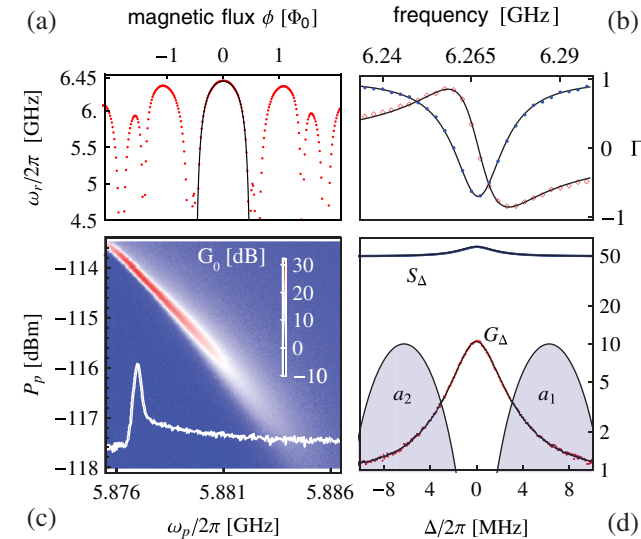 magnetic flux ϕ [Φ0]
frequency [GHz]
(a)
(b)
−1 0 1
6.24 6.265 6.29
6.45
6.
5.5
5
4.5
ωr/2π [GHz]
1
0
−1
Γ
G0 [dB]
30
20
10
0
−10
−114
−115
−116
−117
−118
Pp [dBm]
5.876 5.881 5.886
ωp/2π [GHz]
(c)
SΔ
GΔ
a2
a1
50
20
10
5
2
1
−8 −4 0 4 8
Δ/2π [MHz]
(d)